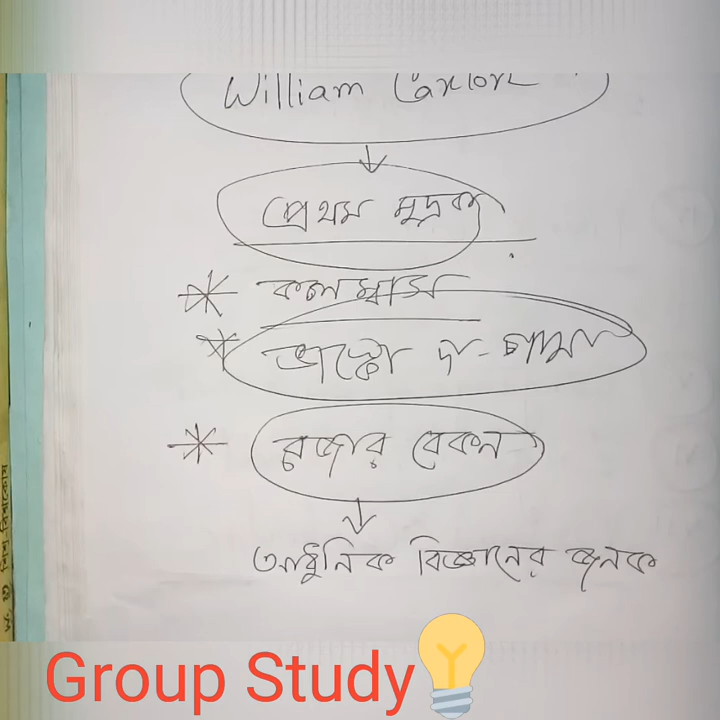 William Caxton
প্রথম মুদ্রক
* কলম্বাস
* ভাস্কো দা-গামা
* রজার বেকন
আধুনিক বিজ্ঞানের জনক
Group Study